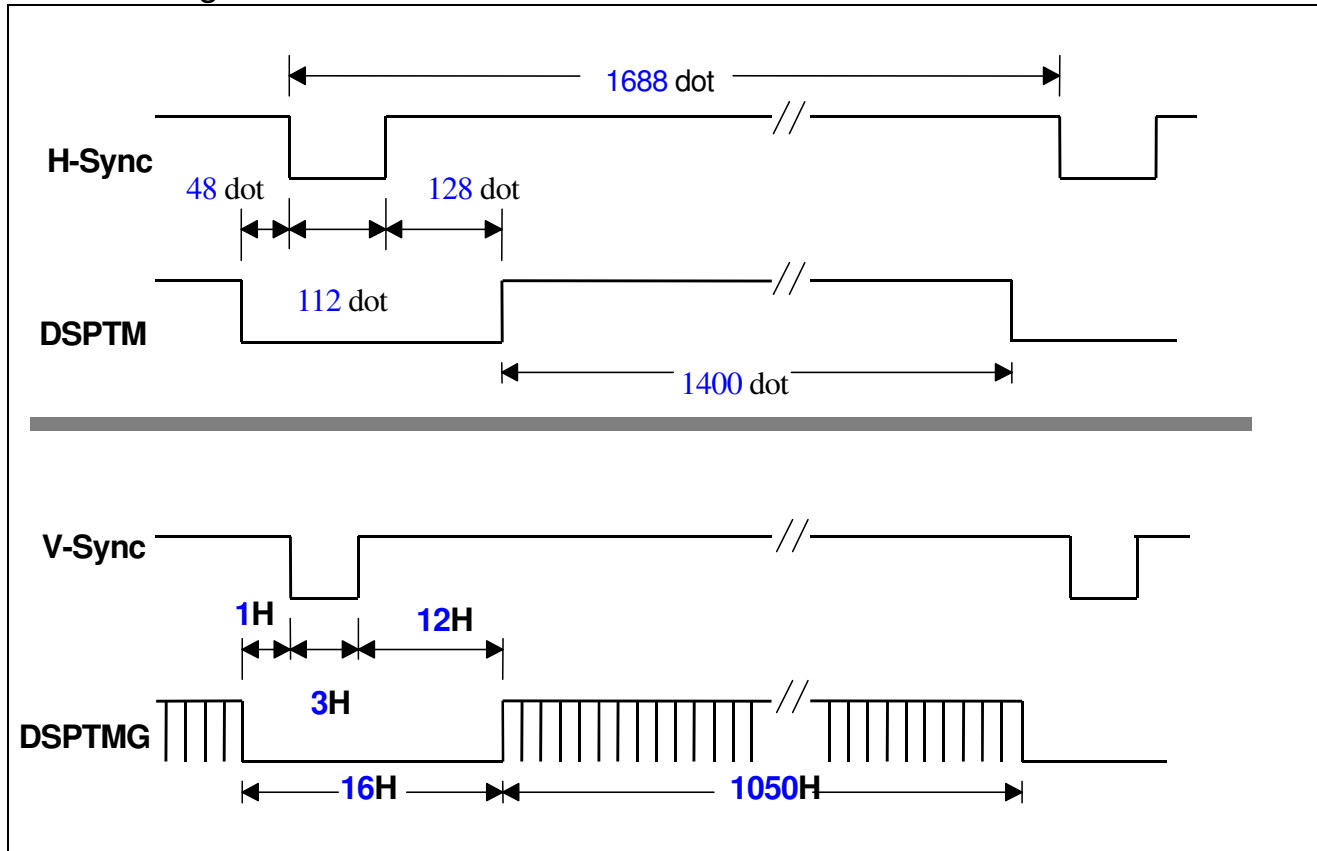 1688 dot
H-Sync
48 dot
128 dot
112 dot
DSPTM
1400 dot
V-Sync
1H
12H
3H
DSPTMG
16H
1050H